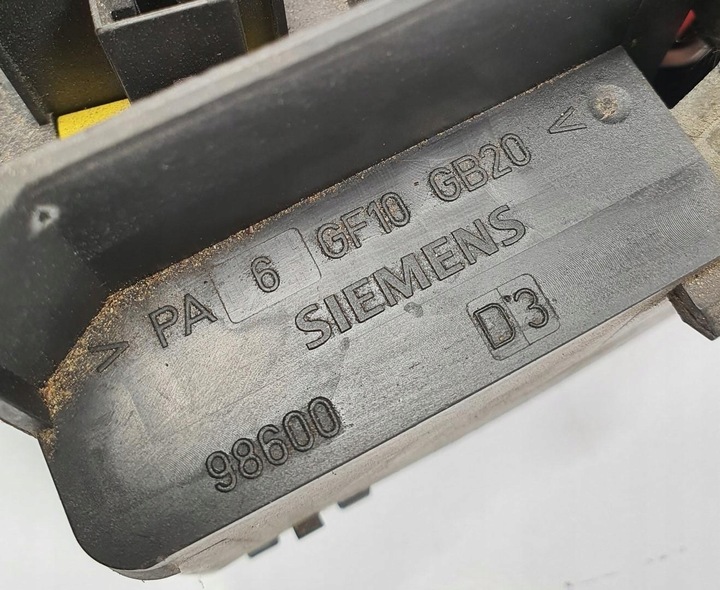 > PA 6 GF10 GB20 <
SIEMENS
D3
98600